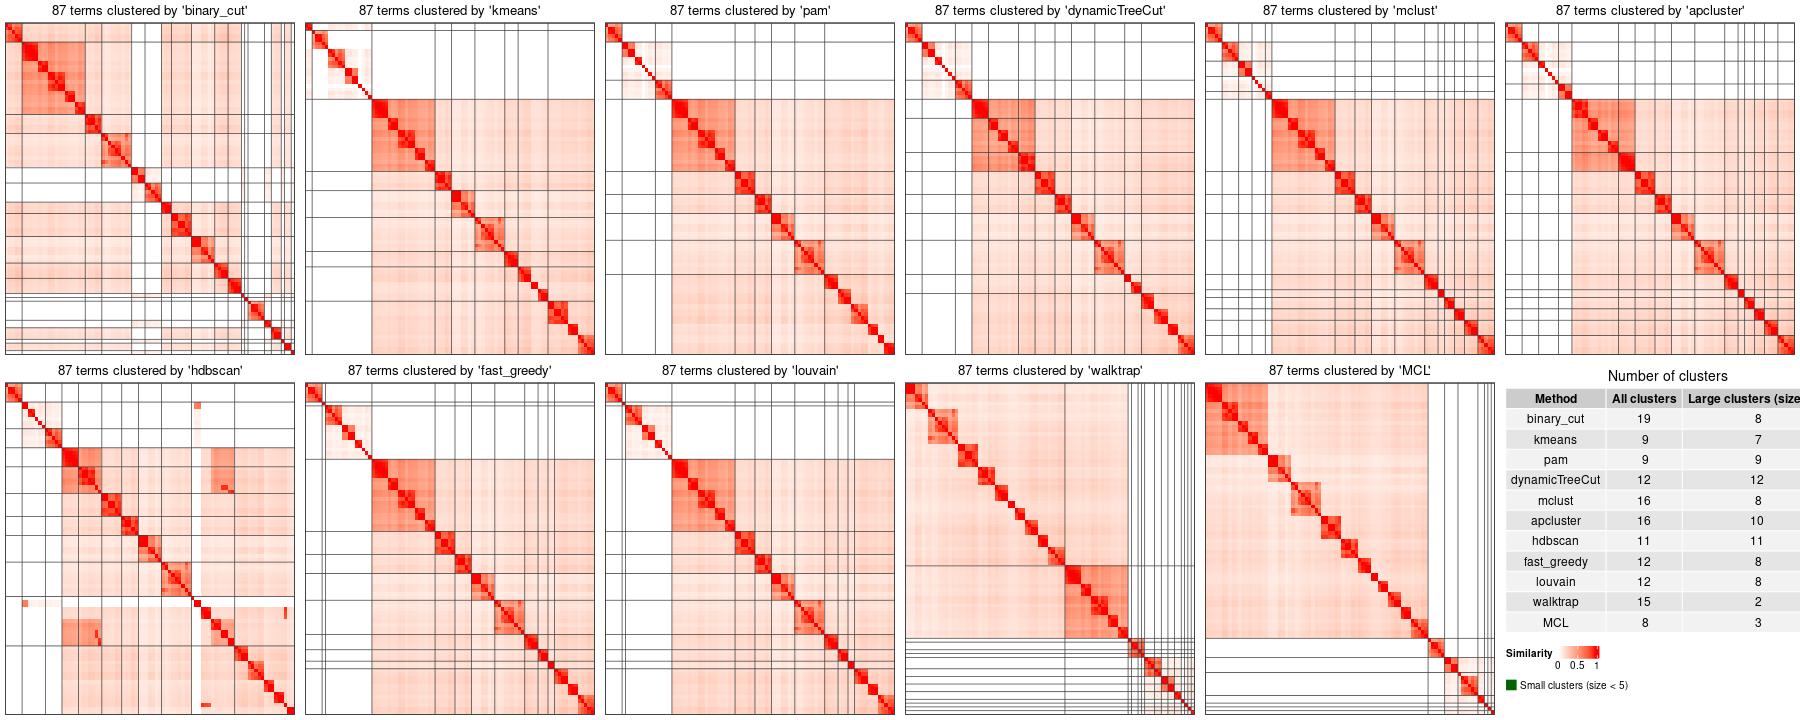 87 terms clustered by 'binary_cut'
87 terms clustered by 'kmeans'
87 terms clustered by 'pam'
87 terms clustered by 'dynamicTreeCut'
87 terms clustered by 'mclust'
87 terms clustered by 'apcluster'
87 terms clustered by 'hdbscan'
87 terms clustered by 'fast_greedy'
87 terms clustered by 'louvain'
87 terms clustered by 'walktrap'
87 terms clustered by 'MCL'
Number of clusters
Method All clusters Large clusters (size
binary_cut 19 8
kmeans 9 7
pam 9 9
dynamicTreeCut 12 12
mclust 16 8
apcluster 16 10
hdbscan 11 11
fast_greedy 12 8
louvain 12 8
walktrap 15 2
MCL 8 3
Similarity
0 0.5 1
Small clusters (size < 5)